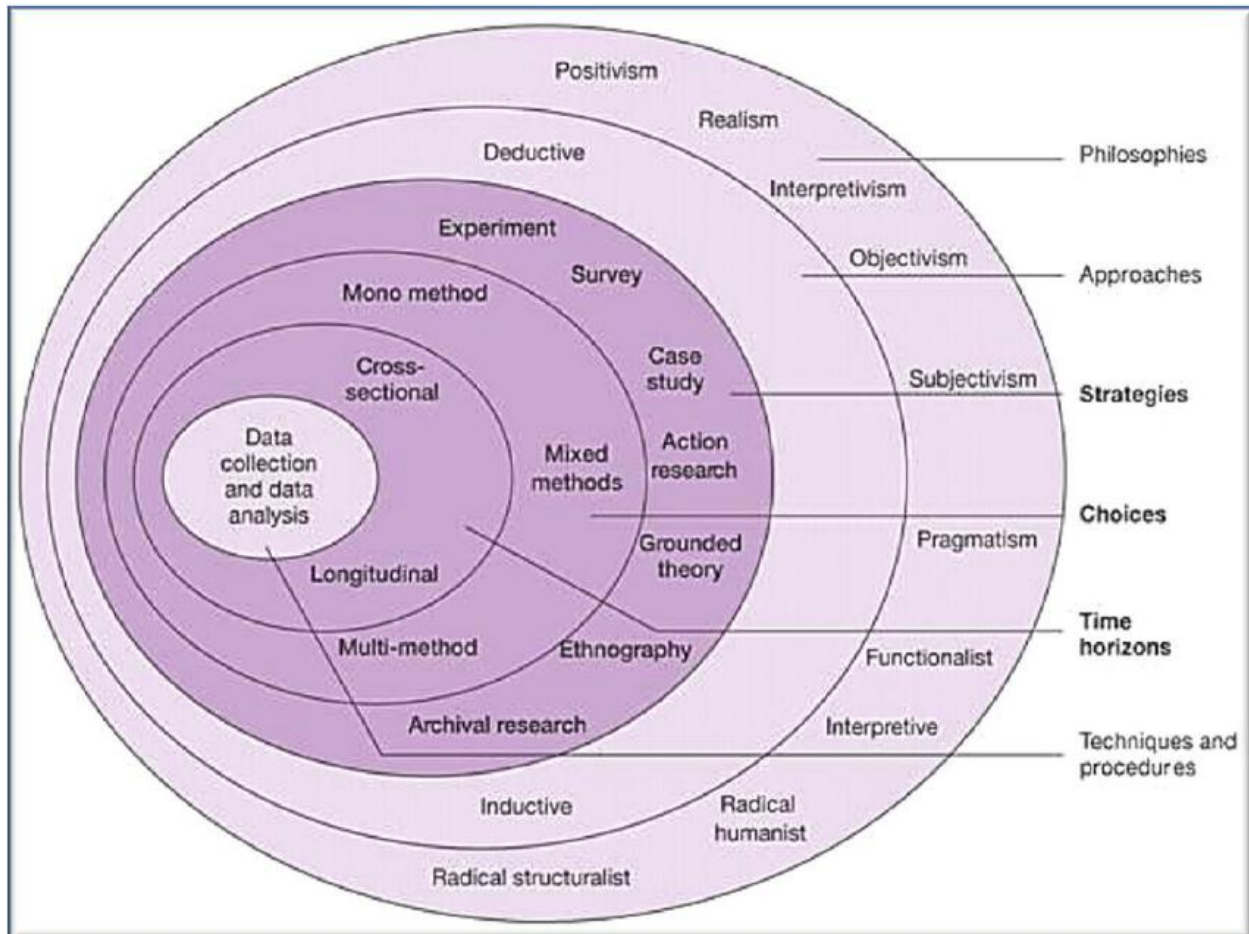 Positivism
Realism
Philosophies
Deductive
Interpretivism
Experiment
Objectivism
Survey
Approaches
Mono method
Case
study
Cross-
sectional
Subjectivism
Strategies
Data
collection
and data
analysis
Mixed
methods
Action
research
Choices
Pragmatism
Grounded
theory
Longitudinal
Time
horizons
Multi-method
Ethnography
Functionalist
Archival research
Interpretive
Techniques and
procedures
Inductive
Radical
humanist
Radical structuralist